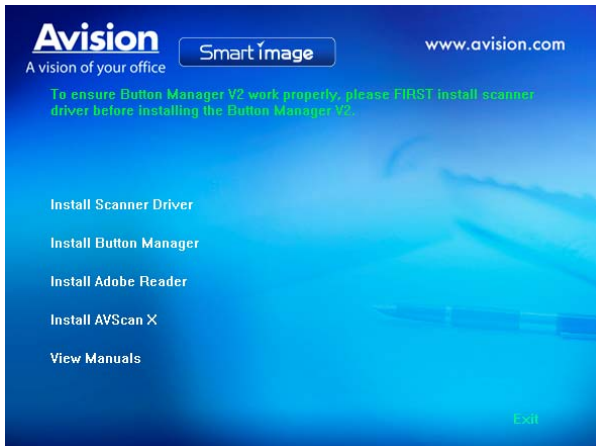 Avision
A vision of your office
Smart image
www.avision.com
To ensure Button Manager V2 work properly, please FIRST install scanner
driver before installing the Button Manager V2.
Install Scanner Driver
Install Button Manager
Install Adobe Reader
Install AVScan X
View Manuals
Exit